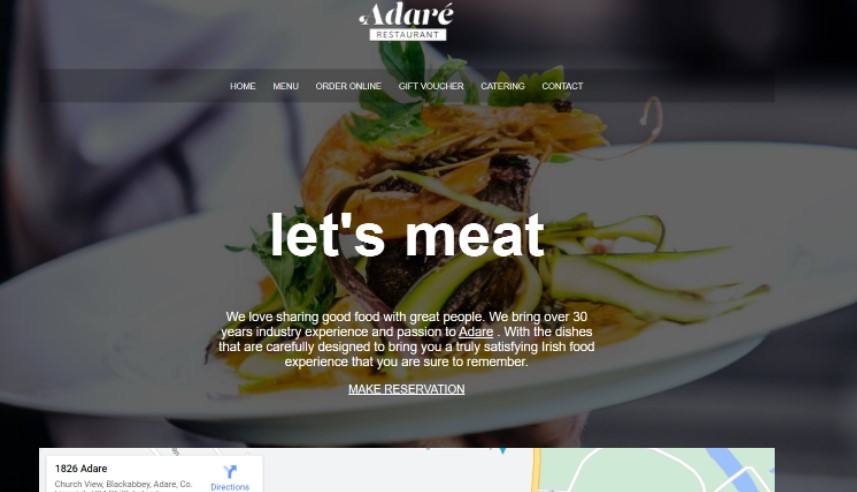 Adaré
RESTAURANT
HOME MENU ORDER ONLINE GIFT VOUCHER CATERING CONTACT
let's meat
We love sharing good food with great people. We bring over 30
years industry experience and passion to Adare . With the dishes
that are carefully designed to bring you a truly satisfying Irish food
experience that you are sure to remember.
MAKE RESERVATION
1826 Adare
Church View, Blackabbey, Adare, Co.
Directions